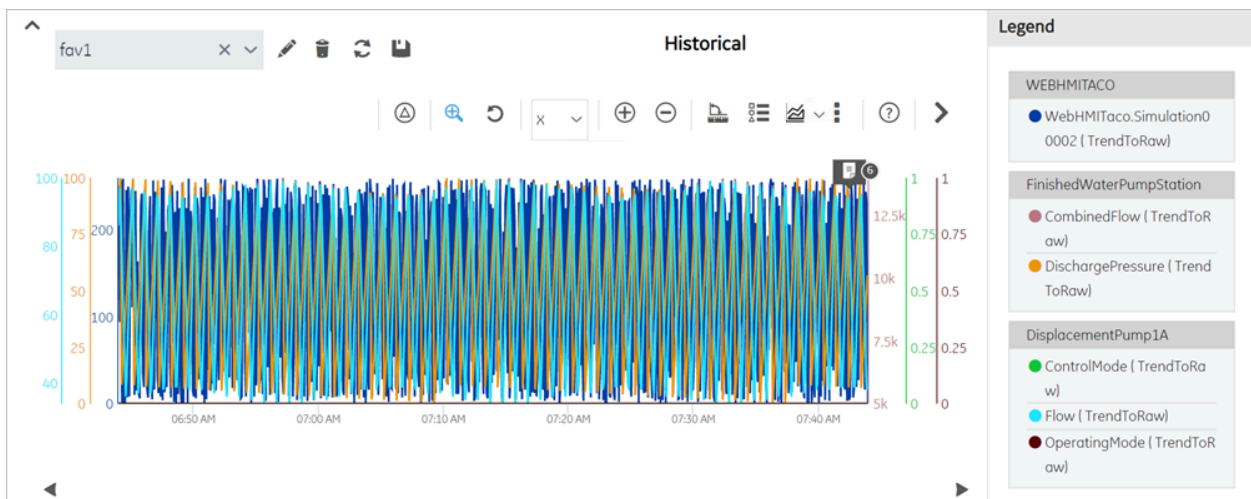 fav1
Historical
Legend
x
6
WEBHMITACO
WebHMITaco.Simulation0
0002 ( TrendToRaw)
FinishedWaterPumpStation
CombinedFlow ( TrendToR
aw)
DischargePressure ( Trend
ToRaw)
DisplacementPump1A
ControlMode ( TrendToRa
w)
Flow ( TrendToRaw)
OperatingMode ( TrendToR
aw)
100 100 1 1
200 12.5k
80 75 0.75 0.75
50 10k 0.5 0.5
60 100
25 7.5k 0.25 0.25
40
0 0 5k 0 0
06:50 AM 07:00 AM 07:10 AM 07:20 AM 07:30 AM 07:40 AM